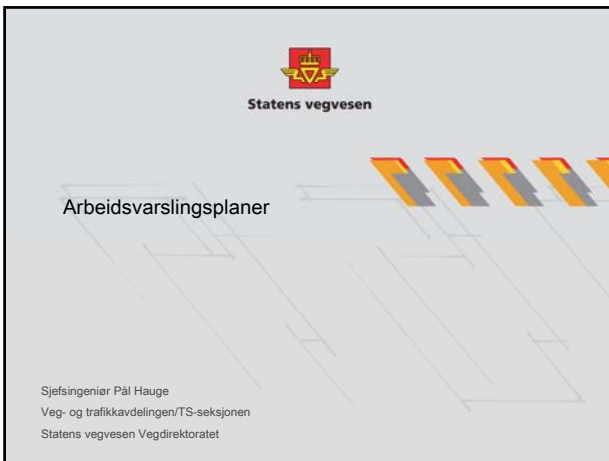 Statens vegvesen
Arbeidsvarslingsplaner
Sjefsingeniør Pål Hauge
Veg- og trafikkavdelingen/TS-seksjonen
Statens vegvesen Vegdirektoratet